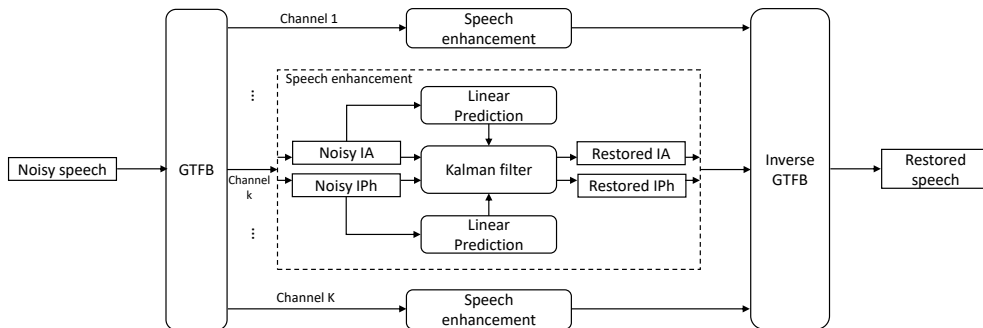 Channel 1
Speech
enhancement
Speech enhancement
...
Linear
Prediction
Noisy speech
GTFB
Channel
k
Noisy IA
Noisy IPh
Kalman filter
Restored IA
Restored IPh
Inverse
GTFB
Restored
speech
...
Linear
Prediction
Channel K
Speech
enhancement